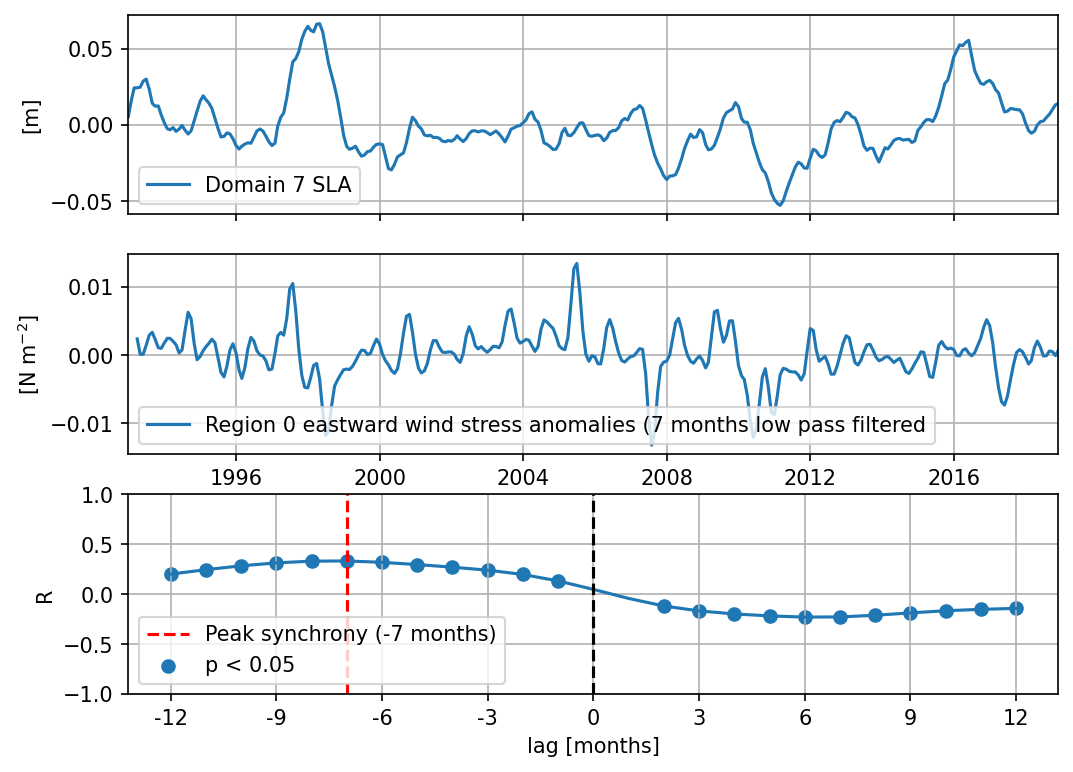 0.05
0.00
−0.05
[m]
Domain 7 SLA
0.01
0.00
−0.01
[N m⁻²]
Region 0 eastward wind stress anomalies (7 months low pass filtered
1996 2000 2004 2008 2012 2016
1.0
0.5
0.0
−0.5
−1.0
R
Peak synchrony (-7 months)
p < 0.05
-12 -9 -6 -3 0 3 6 9 12
lag [months]